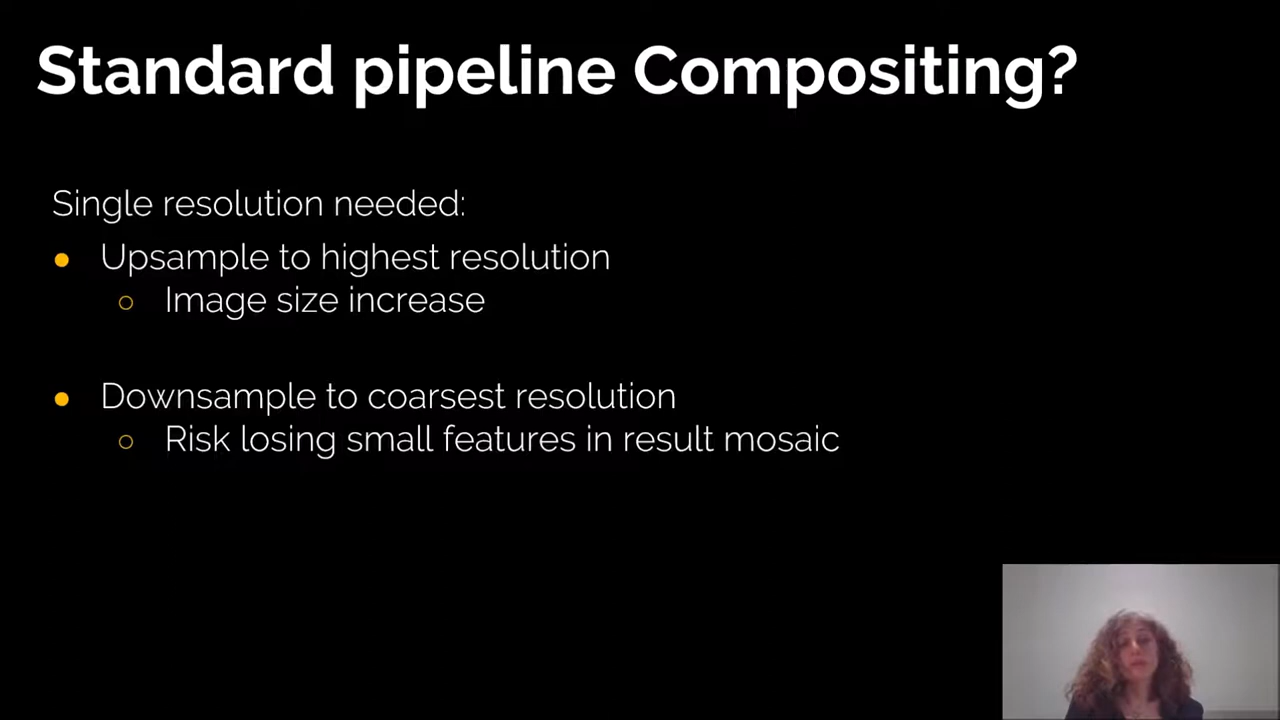 Standard pipeline Compositing?
Single resolution needed:
● Upsample to highest resolution
○ Image size increase
● Downsample to coarsest resolution
○ Risk losing small features in result mosaic